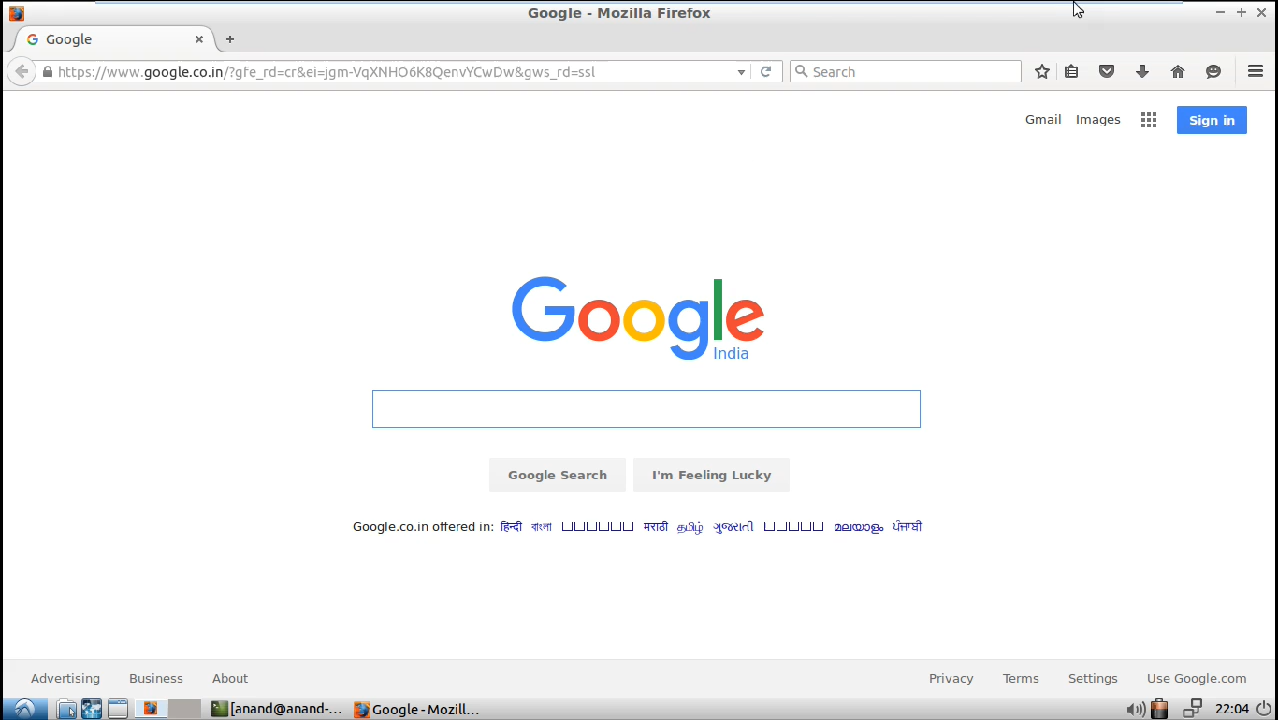 Google - Mozilla Firefox
Google
https://www.google.co.in/?gfe_rd=cr&ei=jgm-VqXNHO6K8QenvYCwDw&gws_rd=ssl
Search
Gmail Images Sign in
Google
India
Google Search I'm Feeling Lucky
Google.co.in offered in: हिन्दी বাংলা मराठी தமிழ் ગુજરાતી മലയാളം ਪੰਜਾਬੀ
Advertising Business About Privacy Terms Settings Use Google.com
[anand@anand-... Google - Mozill... 22:04